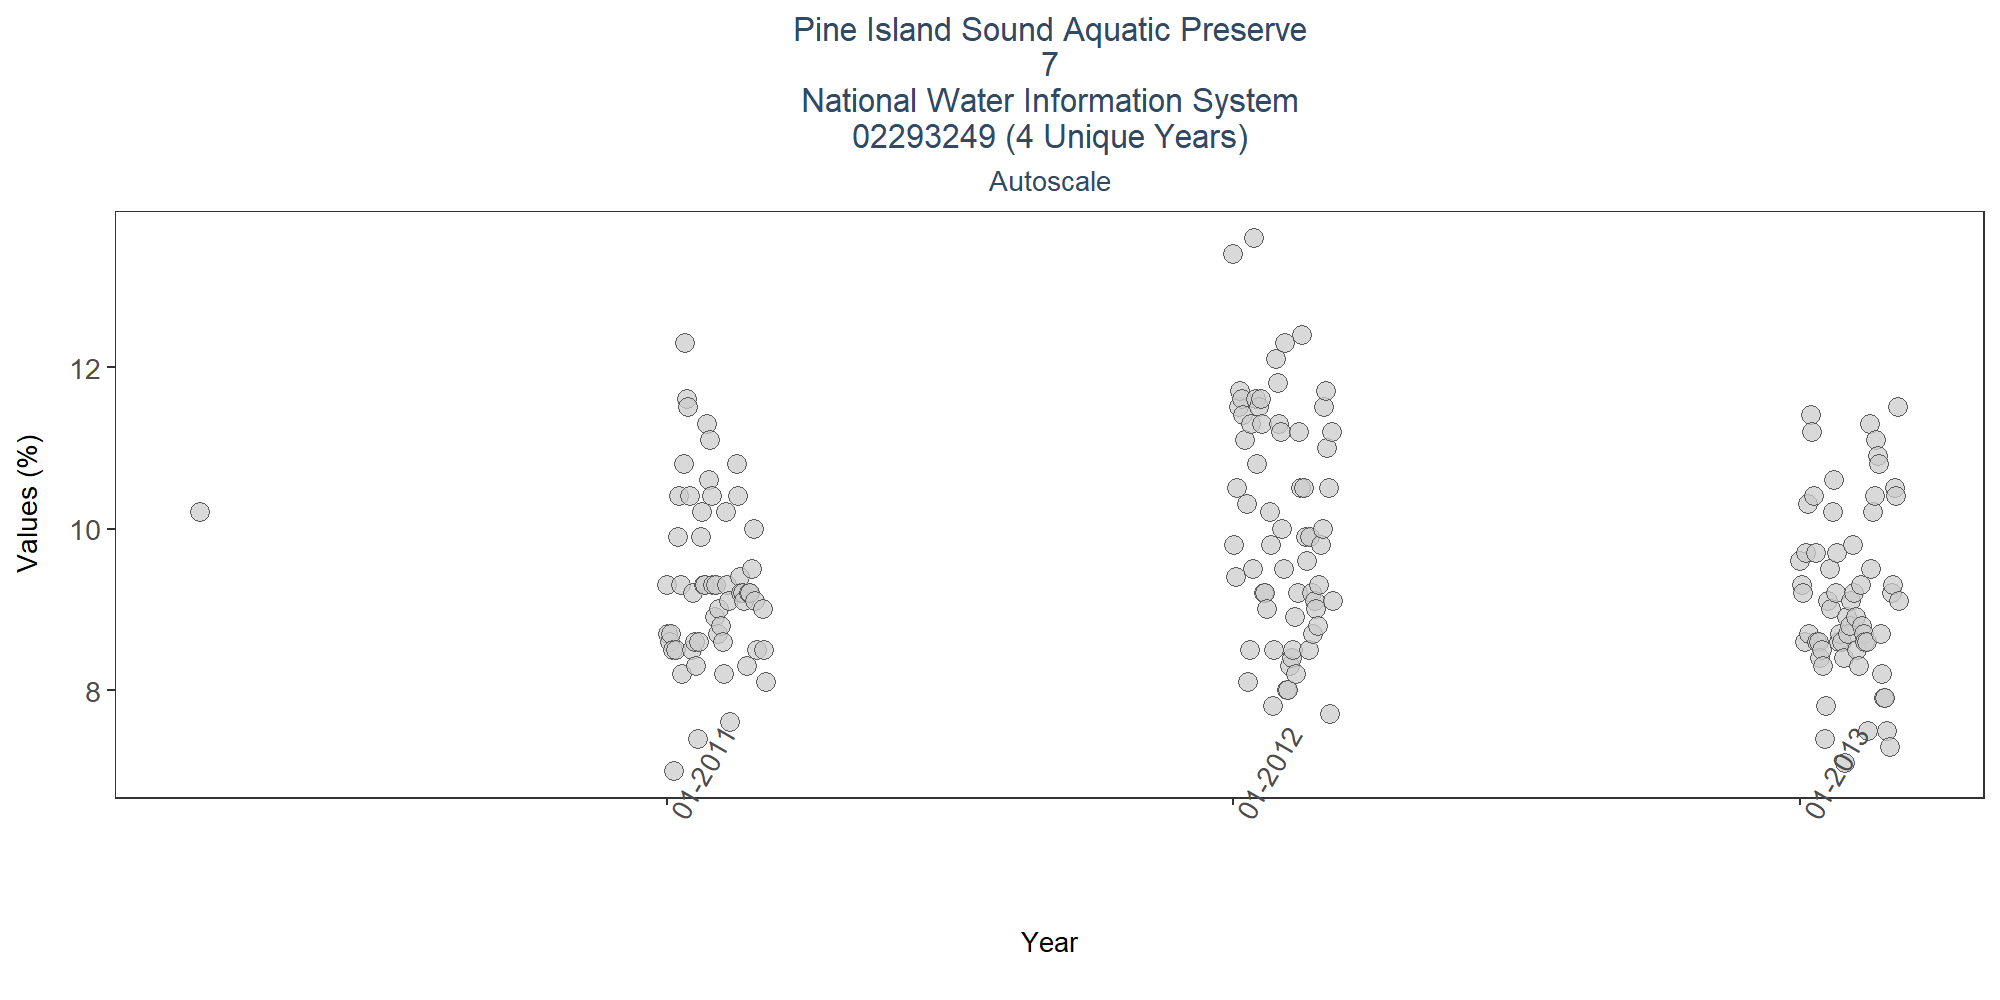 Pine Island Sound Aquatic Preserve
7
National Water Information System
02293249 (4 Unique Years)
Autoscale
Values (%)
12
10
8
01-2011
01-2012
01-2013
Year